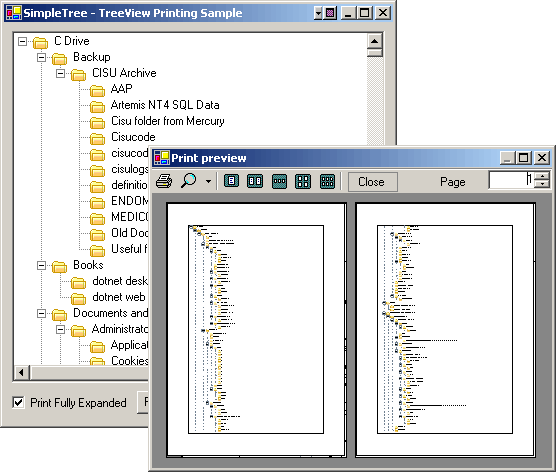 SimpleTree - TreeView Printing Sample
C Drive
Backup
CISU Archive
AAP
Artemis NT4 SQL Data
Cisu folder from Mercury
Cisucode
cisucod
cisulogs
definitio
ENDOM
MEDICO
Old Doc
Useful f
Books
dotnet desk
dotnet web
Documents and
Administrato
Applicat
Cookies
Print Fully Expanded
Print preview
Close
Page
1